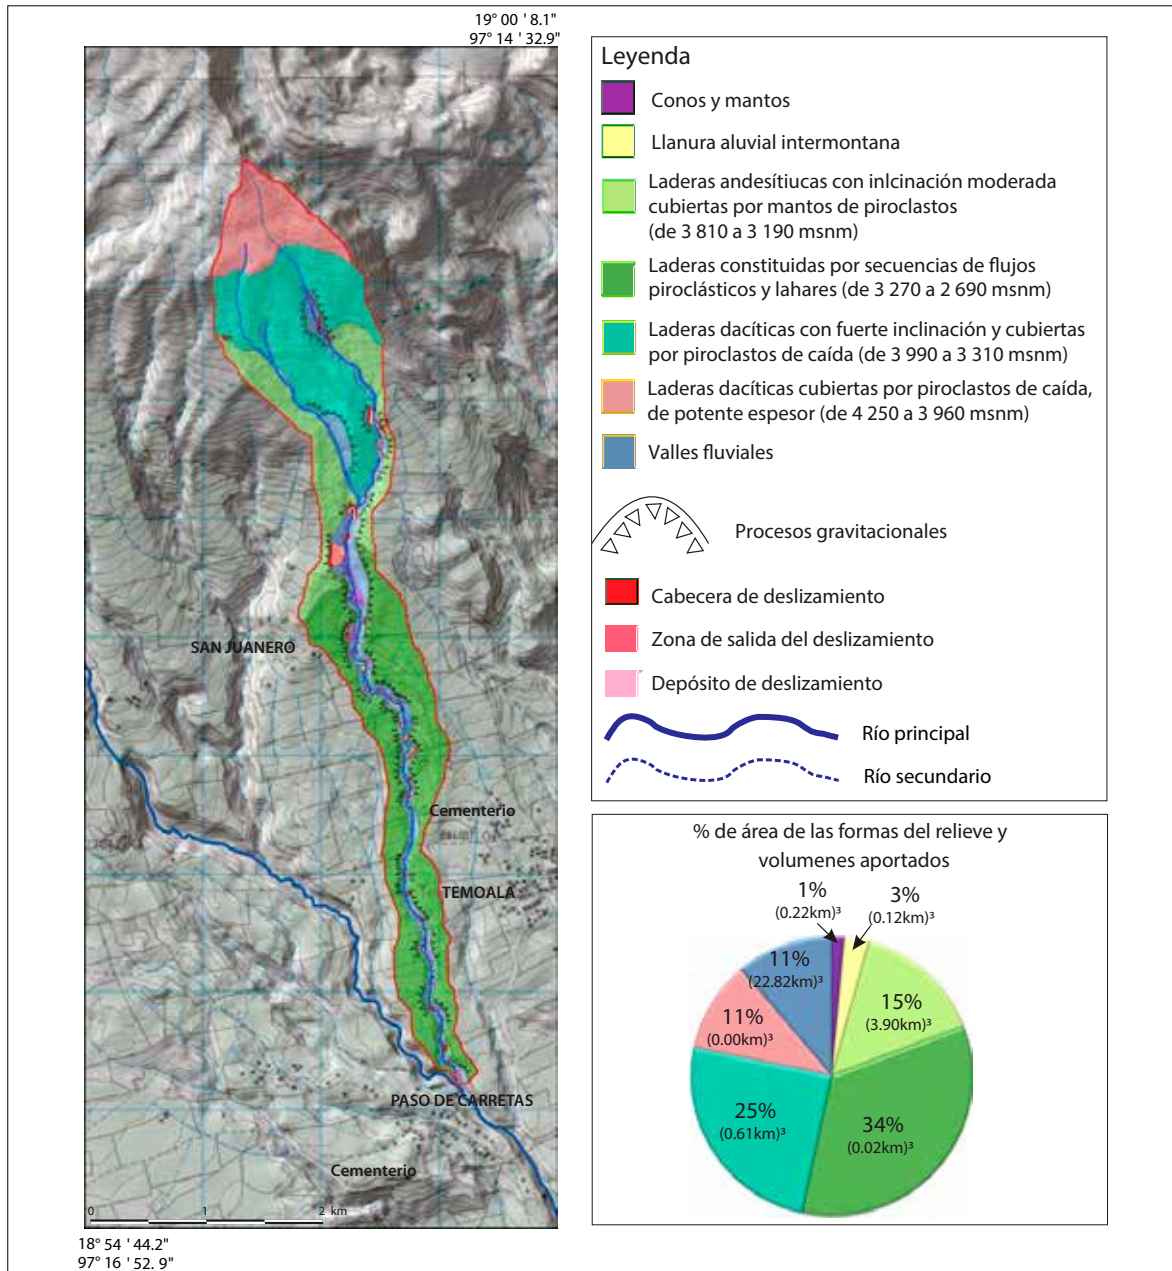 19° 00 ' 8.1"
97° 14 ' 32.9"
SAN JUANERO
Cementerio
TEMOALA
PASO DE CARRETAS
Cementerio
0 1 2 km
18° 54 ' 44.2"
97° 16 ' 52. 9"
Leyenda
Conos y mantos
Llanura aluvial intermontana
Laderas andesítiucas con inlcinación moderada
cubiertas por mantos de piroclastos
(de 3 810 a 3 190 msnm)
Laderas constituidas por secuencias de flujos
piroclásticos y lahares (de 3 270 a 2 690 msnm)
Laderas dacíticas con fuerte inclinación y cubiertas
por piroclastos de caída (de 3 990 a 3 310 msnm)
Laderas dacíticas cubiertas por piroclastos de caída,
de potente espesor (de 4 250 a 3 960 msnm)
Valles fluviales
Procesos gravitacionales
Cabecera de deslizamiento
Zona de salida del deslizamiento
Depósito de deslizamiento
Río principal
Río secundario
% de área de las formas del relieve y
volumenes aportados
1%
(0.22km)³
3%
(0.12km)³
15%
(3.90km)³
34%
(0.02km)³
25%
(0.61km)³
11%
(0.00km)³
11%
(22.82km)³